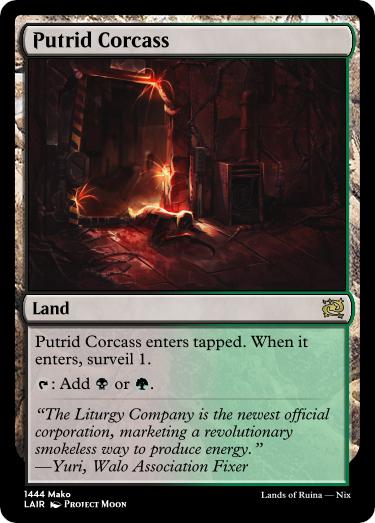 Putrid Corcass
Land
Putrid Corcass enters tapped. When it
enters, surveil 1.
: Add or .
“The Liturgy Company is the newest official
corporation, marketing a revolutionary
smokeless way to produce energy.”
—Yuri, Walo Association Fixer
1444 Mako
LAIR Project Moon
Lands of Ruina — Nix